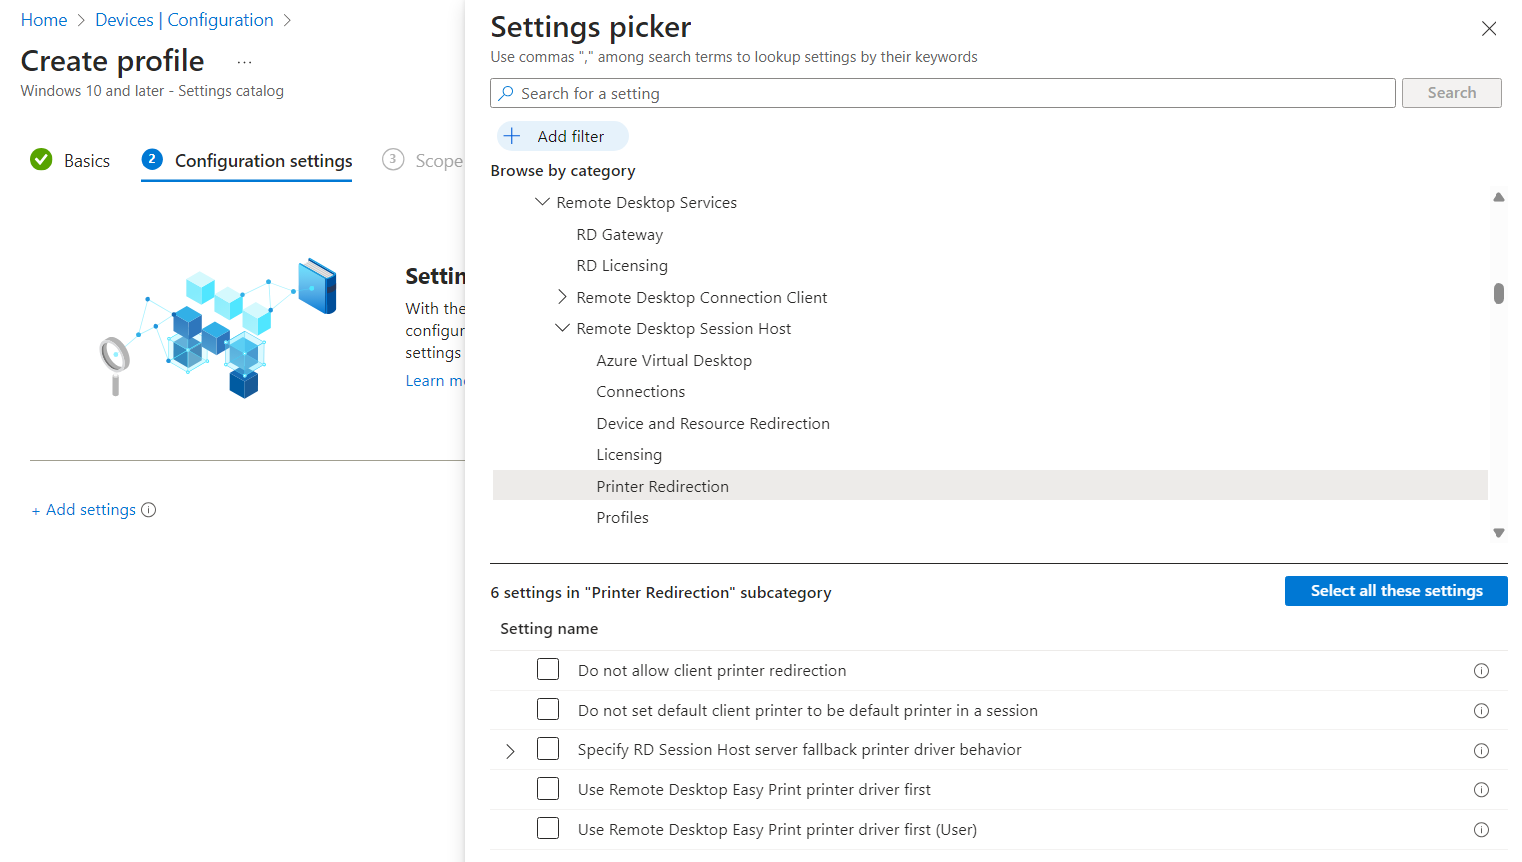 Home > Devices | Configuration >
Create profile ...
Windows 10 and later - Settings catalog
Basics
2 Configuration settings
3 Scope
Settin
With the
configur
settings
Learn mo
+ Add settings
Settings picker
Use commas "," among search terms to lookup settings by their keywords
Search for a setting
Search
Add filter
Browse by category
Remote Desktop Services
RD Gateway
RD Licensing
Remote Desktop Connection Client
Remote Desktop Session Host
Azure Virtual Desktop
Connections
Device and Resource Redirection
Licensing
Printer Redirection
Profiles
6 settings in "Printer Redirection" subcategory
Select all these settings
Setting name
Do not allow client printer redirection
Do not set default client printer to be default printer in a session
Specify RD Session Host server fallback printer driver behavior
Use Remote Desktop Easy Print printer driver first
Use Remote Desktop Easy Print printer driver first (User)